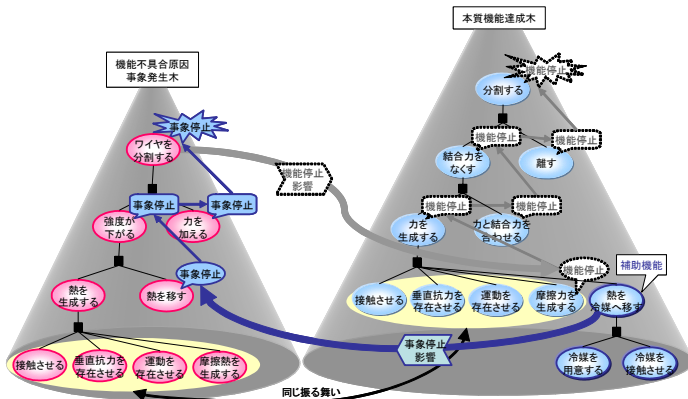 機能不具合原因
事象発生木
事象停止
ワイヤを
分割する
事象停止
事象停止
強度が
下がる
力を
加える
事象停止
熱を
生成する
熱を移す
接触させる
垂直抗力を
存在させる
運動を
存在させる
摩擦熱を
生成する
同じ振る舞い
機能停止
影響
事象停止
影響
本質機能達成木
機能停止
分割する
機能停止
機能停止
結合力を
なくす
離す
機能停止
機能停止
力を
生成する
力と結合力を
合わせる
機能停止
補助機能
接触させる
垂直抗力を
存在させる
運動を
存在させる
摩擦力を
生成する
熱を
冷媒へ移す
冷媒を
用意する
冷媒を
接触させる